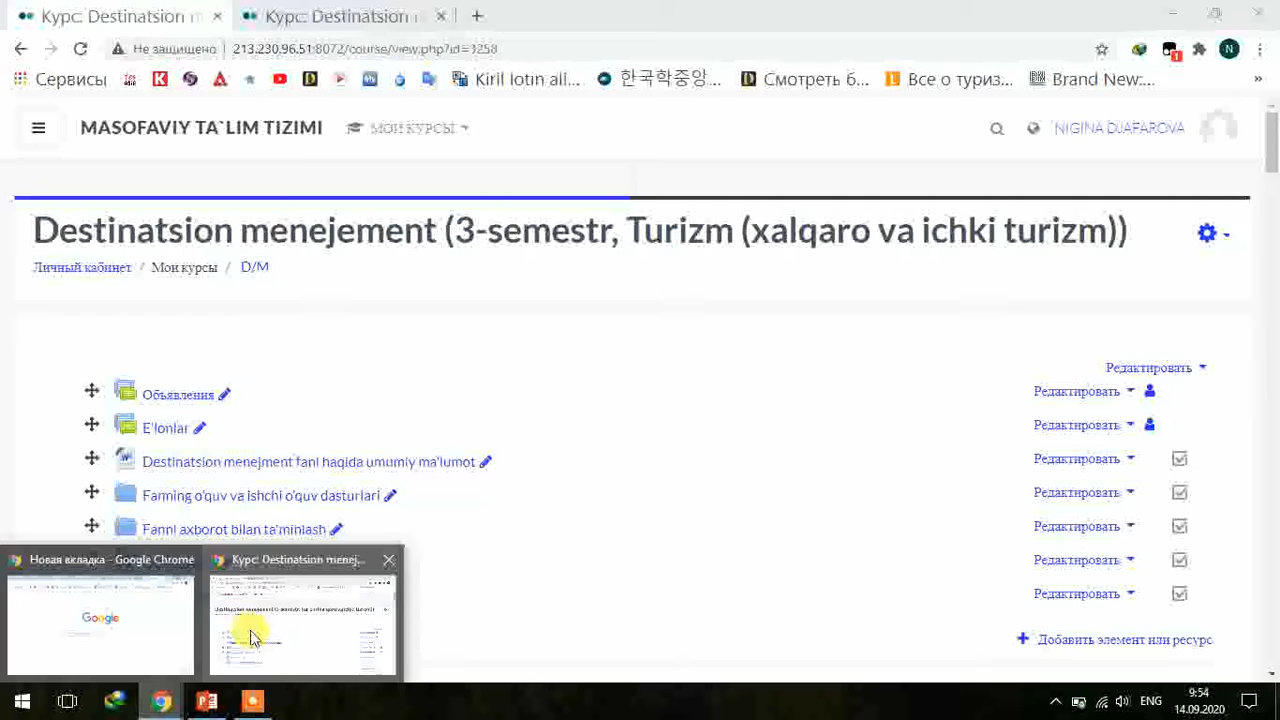 Курс: Destinatsion m
Курс: Destinatsion
Не защищено
213.230.96.51:8072/course/view.php?id=3258
Сервисы
Kiril lotin ail...
한국학중앙...
Смотреть б...
Все о туриз...
Brand New:...
MASOFAVIY TA`LIM TIZIMI
МОИ КУРСЫ
NIGINA DJAFAROVA
Destinatsion menejement (3-semestr, Turizm (xalqaro va ichki turizm))
Личный кабинет / Мои курсы / D/M
Редактировать
Объявления
Редактировать
E'lonlar
Редактировать
Destinatsion menejment fani haqida umumiy ma'lumot
Редактировать
Fanning o'quv va ishchi o'quv dasturlari
Редактировать
Fanni axborot bilan ta'minlash
Редактировать
Редактировать
Редактировать
Добавить элемент или ресурс
Новая вкладка - Google Chrome
Курс: Destinatsion menej...
Google
ENG
9:54
14.09.2020